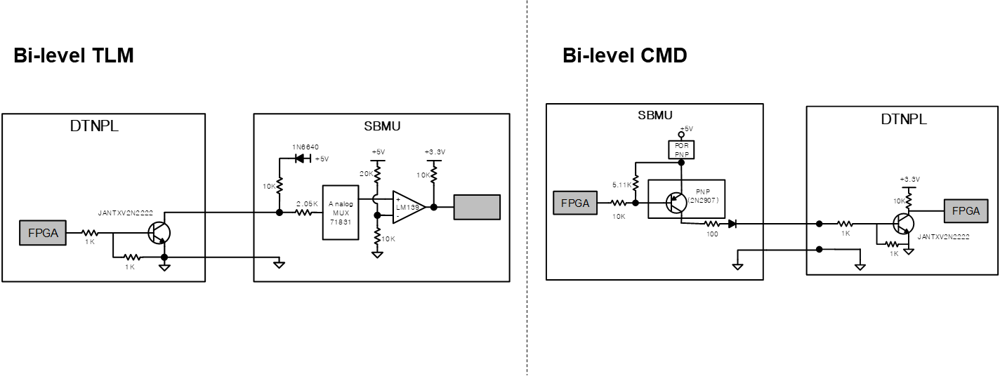 Bi-level TLM
DTNPL
FPGA
1K
1K
JANTXV2N2222
SBMU
1N6640
+5V
10K
2.05K
Analog
MUX
71831
+5V
20K
10K
+
LM139
-
+3.3V
10K
Bi-level CMD
SBMU
+5V
POR
PNP
5.11K
FPGA
10K
PNP
(2N2907)
100
DTNPL
1K
1K
+3.3V
10K
FPGA
JANTXV2N2222